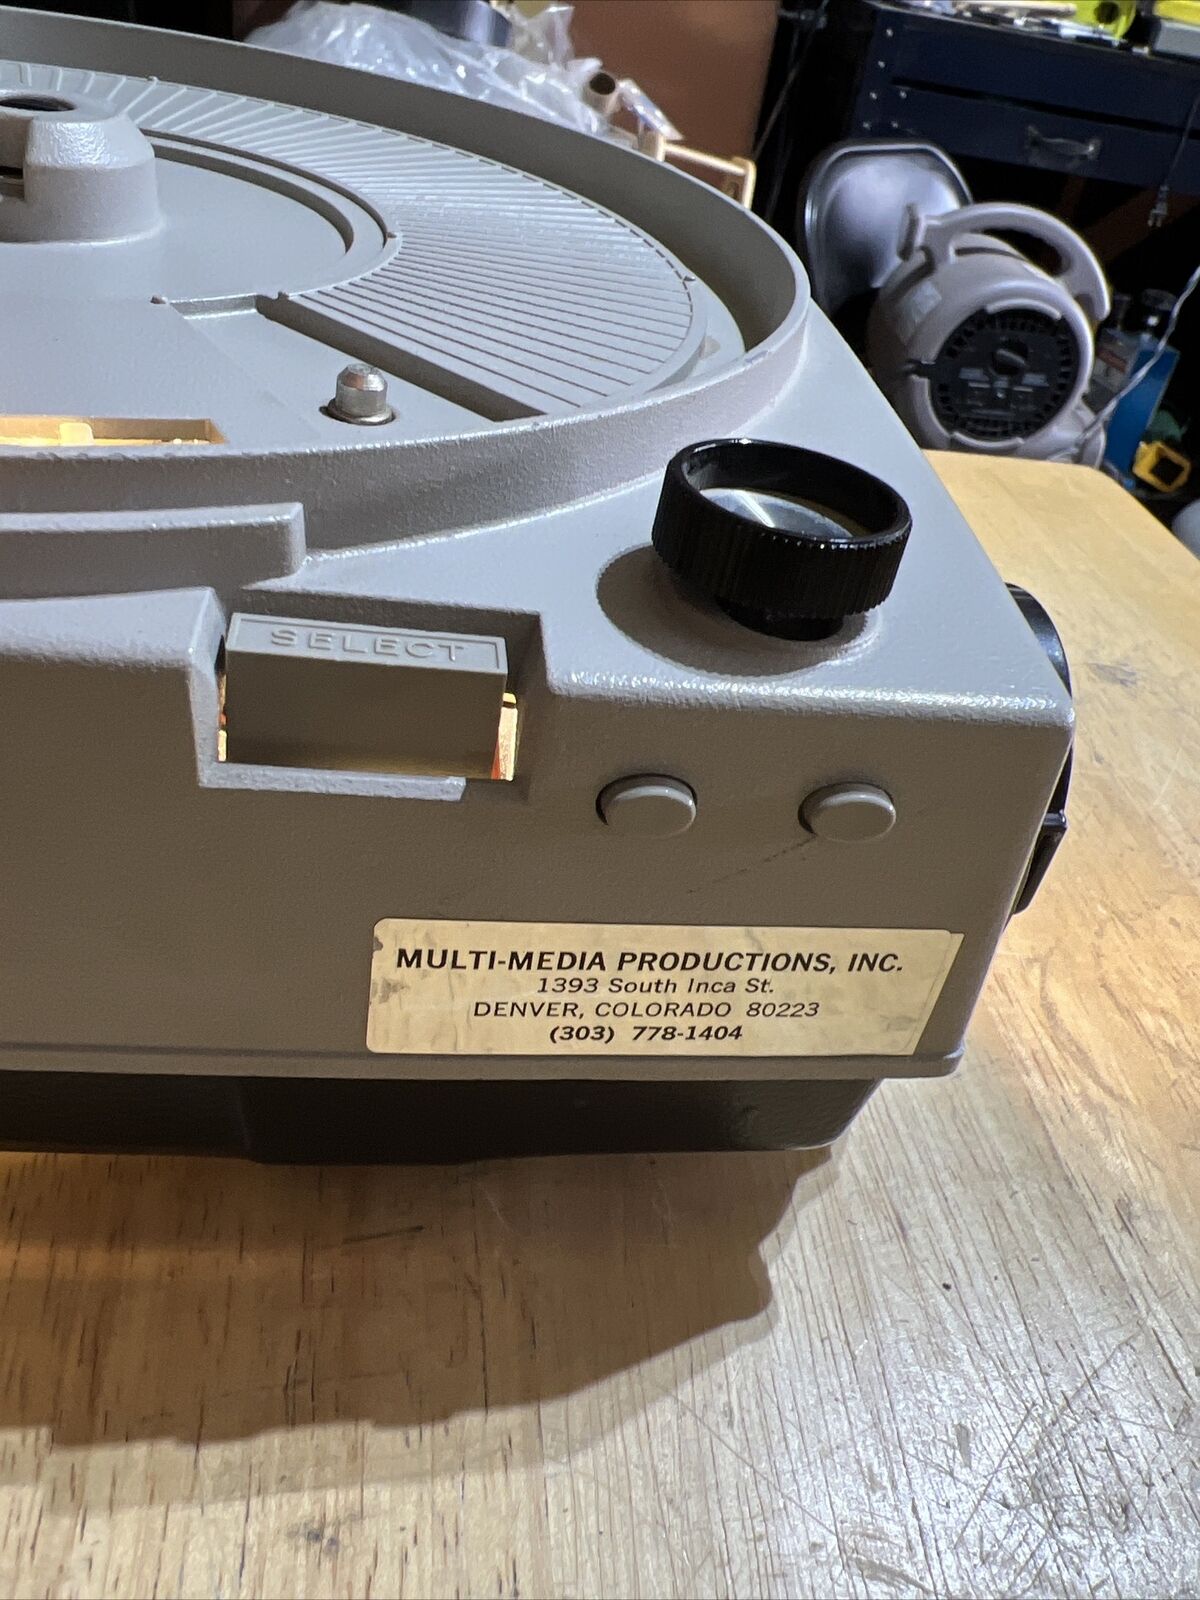 SELECT
MULTI-MEDIA PRODUCTIONS, INC.
1393 South Inca St.
DENVER, COLORADO 80223
(303) 778-1404